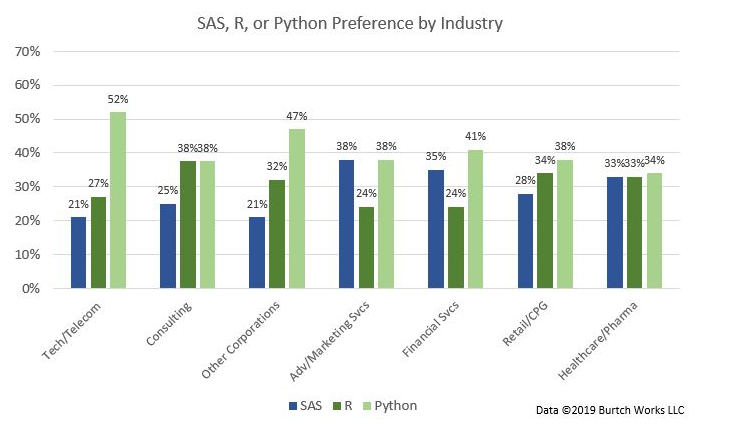 SAS, R, or Python Preference by Industry
70%
60%
50%
40%
30%
20%
10%
0%
21% 27% 52%
25% 38% 38%
21% 32% 47%
38% 24% 38%
35% 24% 41%
28% 34% 38%
33% 33% 34%
Tech/Telecom
Consulting
Other Corporations
Adv/Marketing Svcs
Financial Svcs
Retail/CPG
Healthcare/Pharma
SAS R Python
Data ©2019 Burtch Works LLC